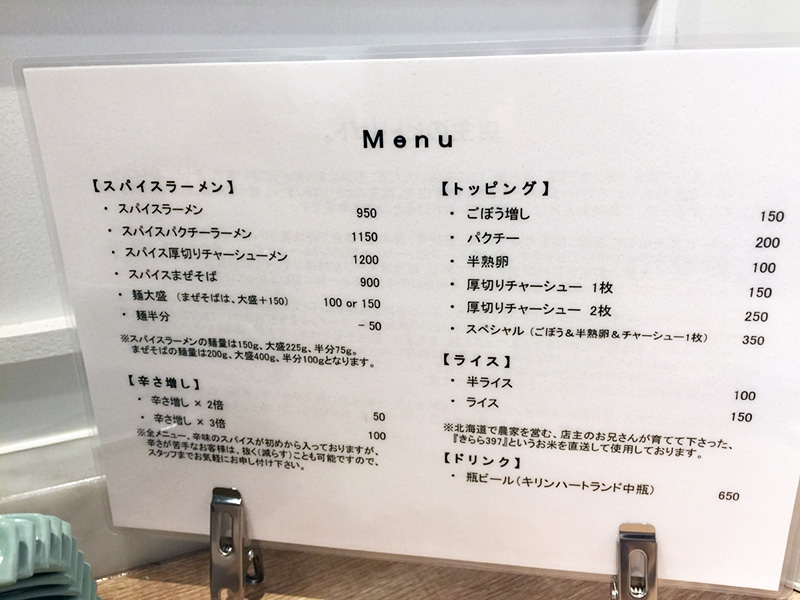 Menu
【スパイスラーメン】
・ スパイスラーメン 950
・ スパイスパクチーラーメン 1150
・ スパイス厚切りチャーシューメン 1200
・ スパイスまぜそば 900
・ 麺大盛 （まぜそばは、大盛＋150） 100 or 150
・ 麺半分 －50
※スパイスラーメンの麺量は150g、大盛225g、半分75g。
まぜそばの麺量は200g、大盛400g、半分100gとなります。
【辛さ増し】
・ 辛さ増し × 2倍 50
・ 辛さ増し × 3倍 100
※全メニュー、辛味のスパイスが初めから入っておりますが、
辛さが苦手なお客様は、抜く(減らす)ことも可能ですので、
スタッフまでお気軽にお申し付け下さい。
【トッピング】
・ ごぼう増し 150
・ パクチー 200
・ 半熟卵 100
・ 厚切りチャーシュー 1枚 150
・ 厚切りチャーシュー 2枚 250
・ スペシャル（ごぼう＆半熟卵＆チャーシュー1枚） 350
【ライス】
・ 半ライス 100
・ ライス 150
※北海道で農家を営む、店主のお兄さんが育てて下さった、
『きらら397』というお米を直送して使用しております。
【ドリンク】
・ 瓶ビール（キリンハートランド中瓶） 650